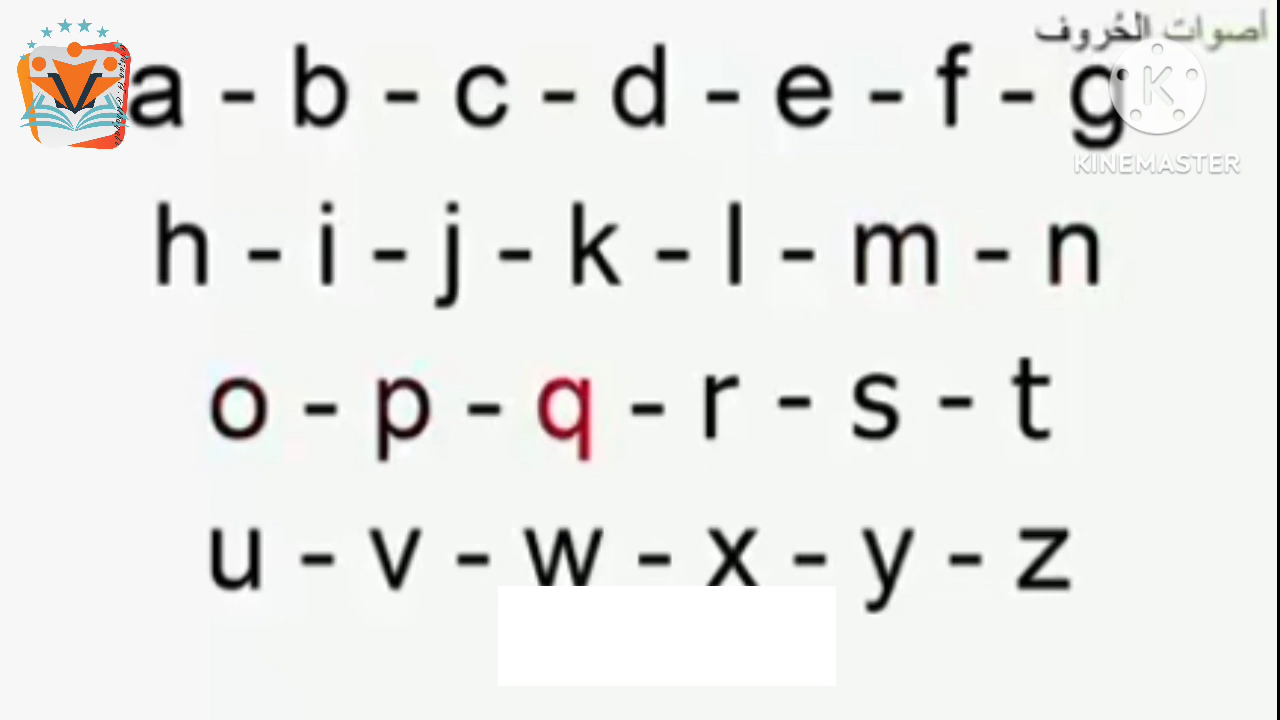 أصوات الحُروف
a - b - c - d - e - f - g
KINEMASTER
h - i - j - k - l - m - n
o - p - q - r - s - t
u - v - w - x - y - z